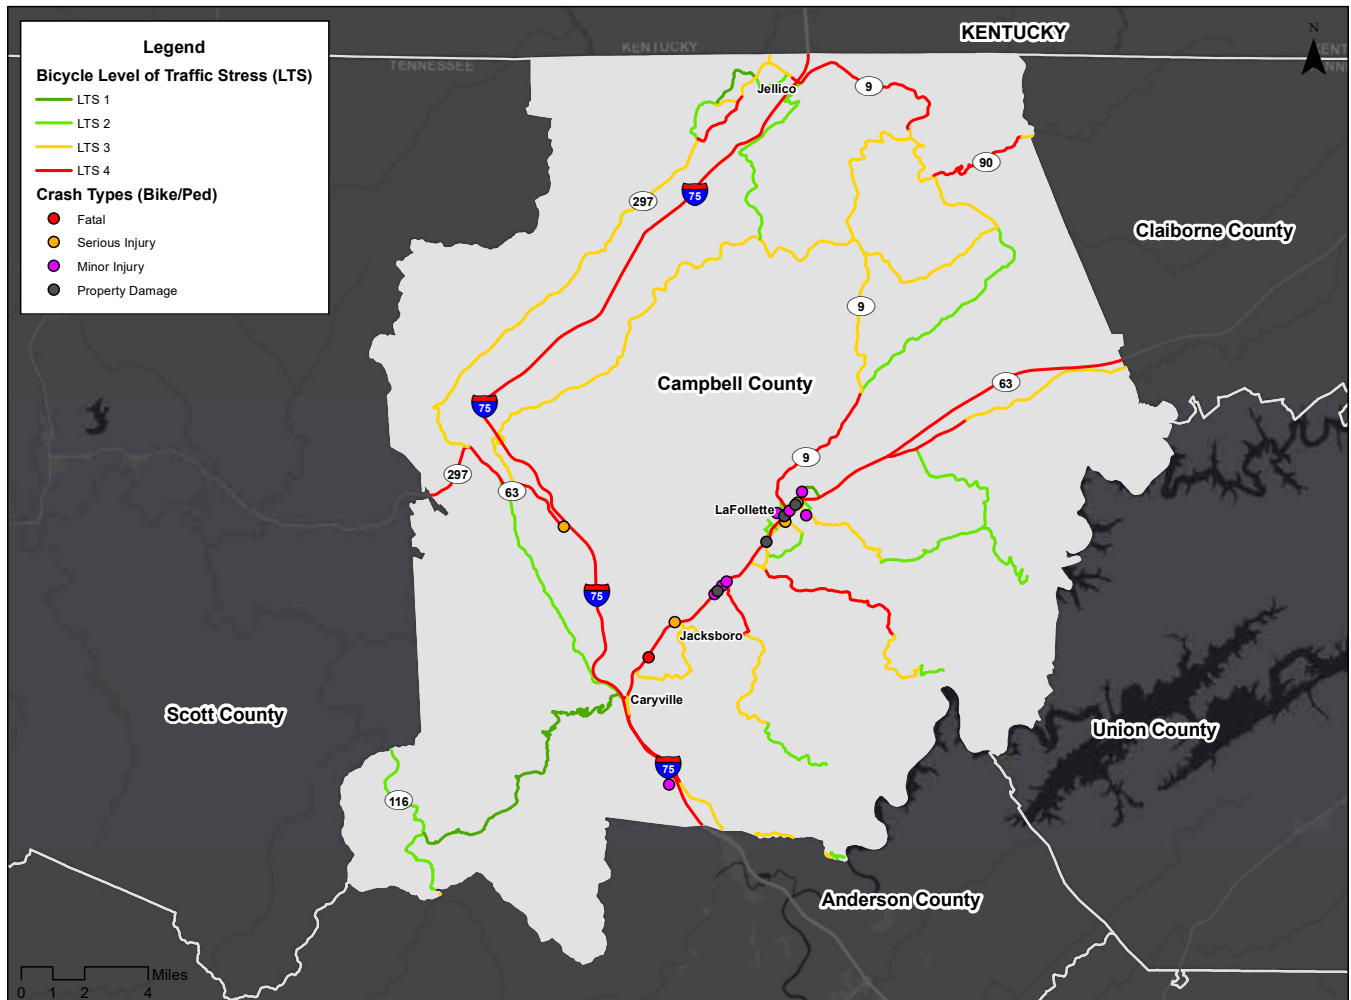 Legend
Bicycle Level of Traffic Stress (LTS)
LTS 1
LTS 2
LTS 3
LTS 4
Crash Types (Bike/Ped)
Fatal
Serious Injury
Minor Injury
Property Damage
KENTUCKY
KENTUCKY
TENNESSEE
N
Jellico
9
90
297
75
Claiborne County
9
Campbell County
63
75
9
297
63
LaFollette
75
Jacksboro
Caryville
Scott County
Union County
75
116
Anderson County
Miles
0 1 2 4